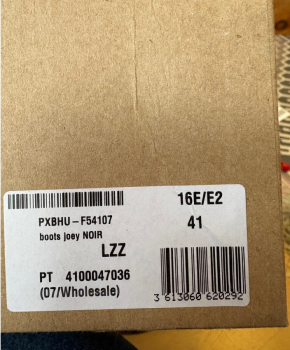 16E/E2
PXBHU-F54107
41
boots joey NOIR
LZZ
PT 4100047036
(07/Wholesale)
3 613060 620292